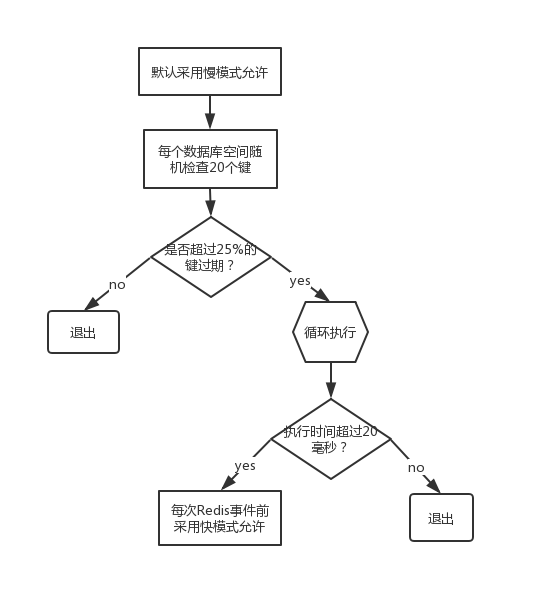 默认采用慢模式允许
每个数据库空间随
机检查20个键
是否超过25%的
键过期？
no
yes
退出
循环执行
执行时间超过20
毫秒？
yes
no
每次Redis事件前
采用快模式允许
退出